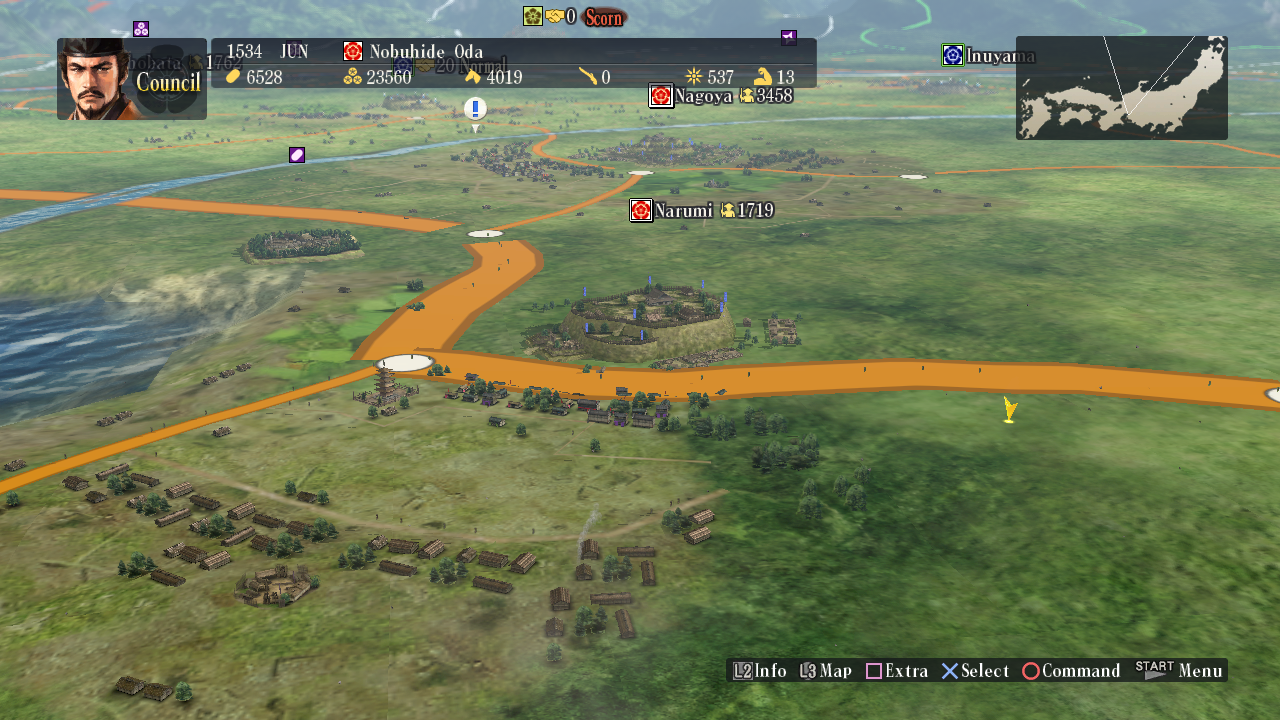 0 Scorn
1534 JUN Nobuhide Oda
Council
6528 23560 4019 0 537 13
1762
20 Normal
Inuyama
Nagoya 3458
Narumi 1719
L2 Info L3 Map Extra Select Command START Menu